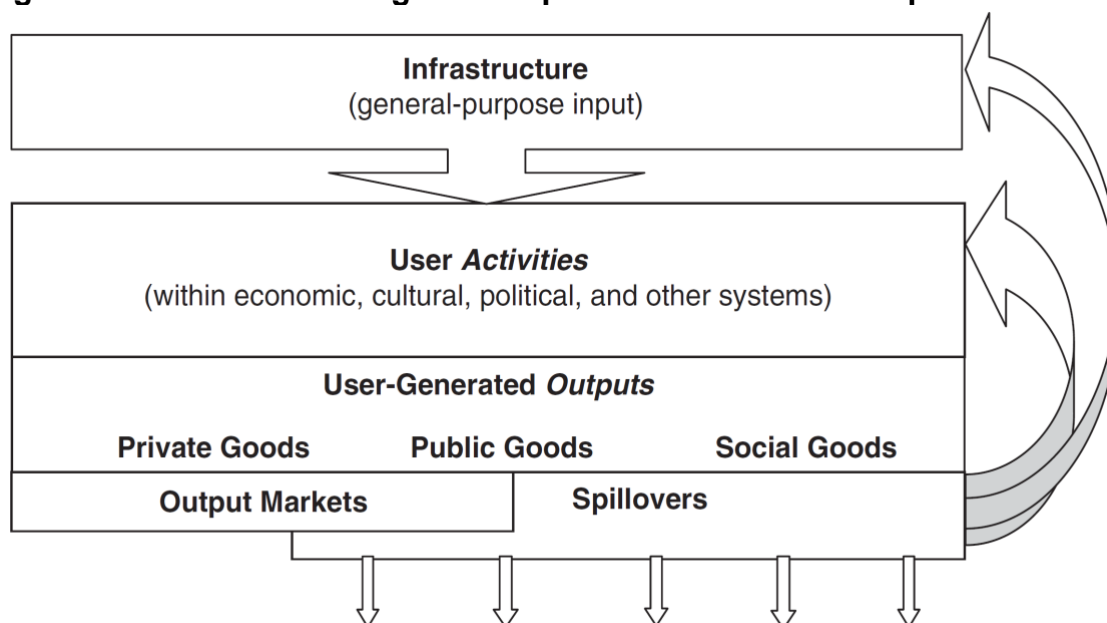 Infrastructure
(general-purpose input)
User Activities
(within economic, cultural, political, and other systems)
User-Generated Outputs
Private Goods Public Goods Social Goods
Output Markets Spillovers